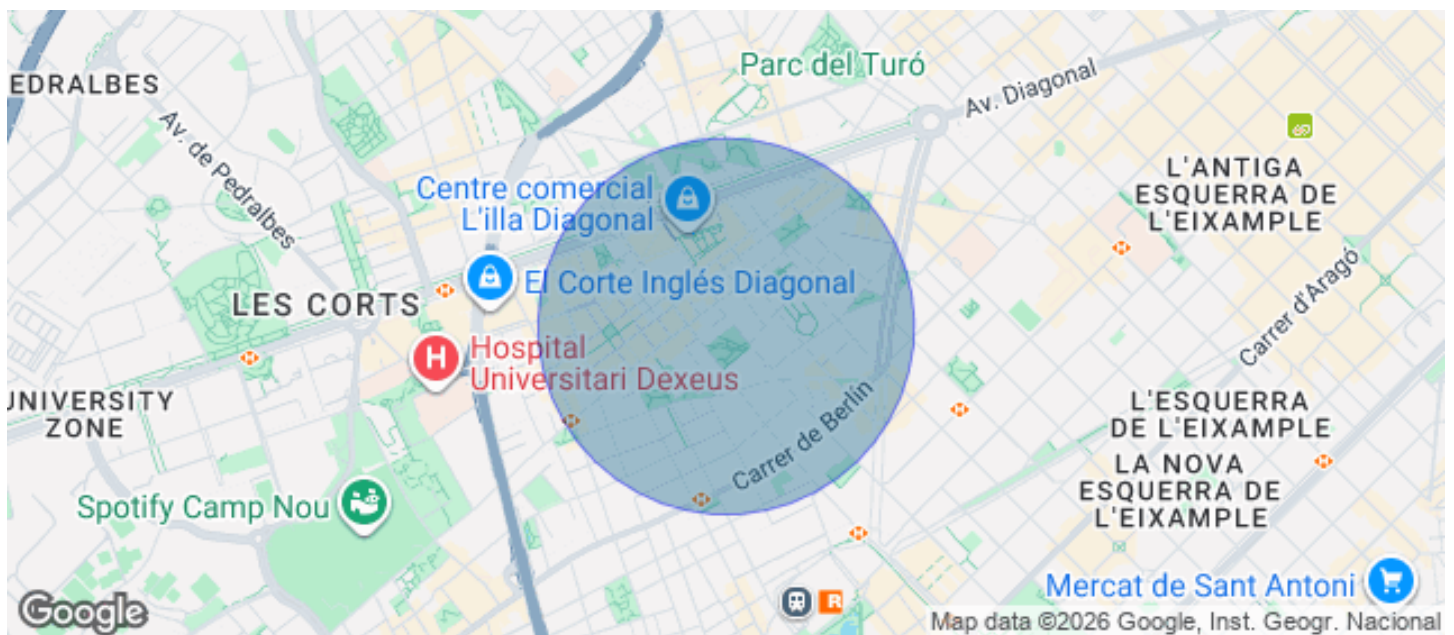 Parc del Turó
EDRALBES
Av. Diagonal
Av. de Pedralbes
L'ANTIGA
ESQUERRA DE
L'EIXAMPLE
Centre comercial
L'illa Diagonal
El Corte Inglés Diagonal
LES CORTS
Carrer d'Aragó
H
Hospital
Universitari Dexeus
UNIVERSITY
ZONE
L'ESQUERRA
DE L'EIXAMPLE
Carrer de Berlín
LA NOVA
ESQUERRA DE
L'EIXAMPLE
Spotify Camp Nou
Mercat de Sant Antoni
R
Google
Map data ©2026 Google, Inst. Geogr. Nacional